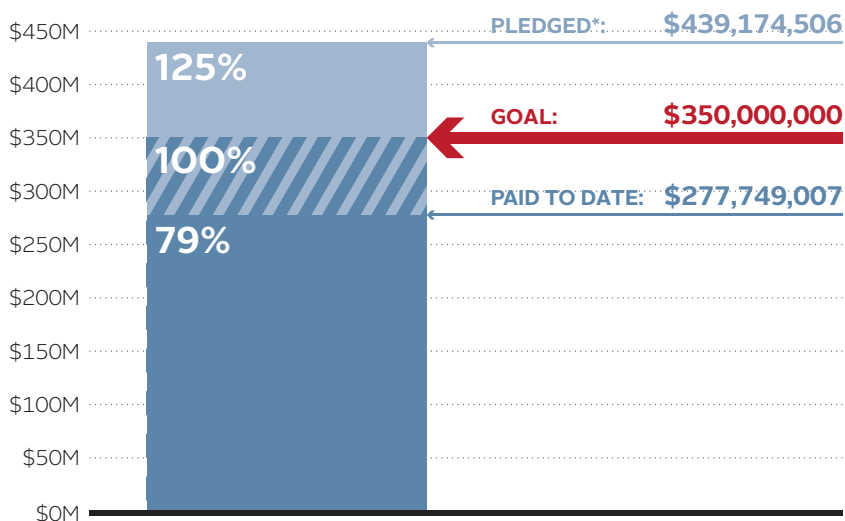 $450M
PLEDGED*: $439,174,506
125%
$400M
GOAL: $350,000,000
$350M
100%
$300M
PAID TO DATE: $277,749,007
79%
$250M
$200M
$150M
$100M
$50M
$0M